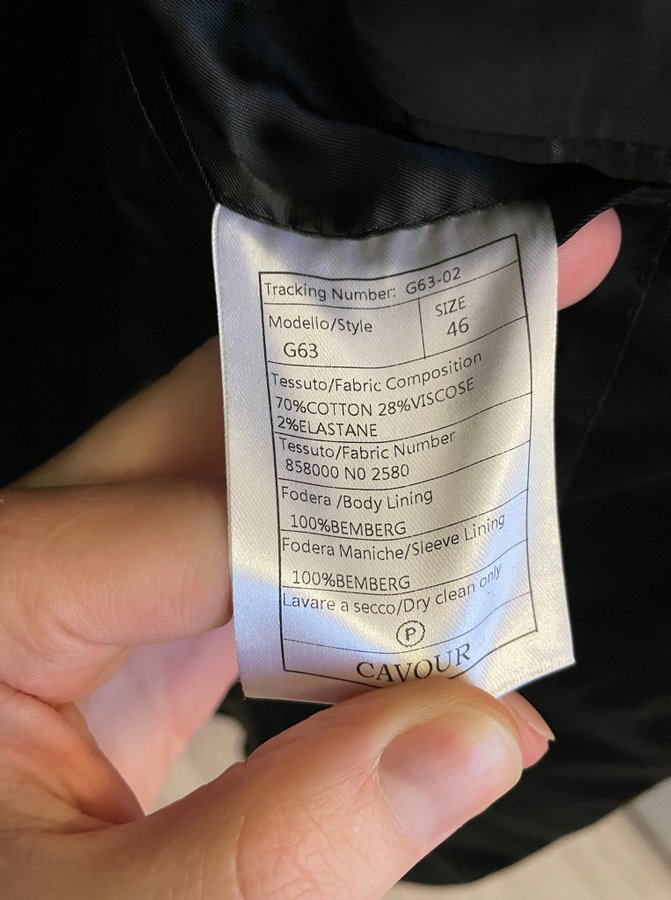 Tracking Number: G63-02
Modello/Style
SIZE
46
G63
Tessuto/Fabric Composition
70%COTTON 28%VISCOSE
2%ELASTANE
Tessuto/Fabric Number
858000 N0 2580
Fodera /Body Lining
100%BEMBERG
Fodera Maniche/Sleeve Lining
100%BEMBERG
Lavare a secco/Dry clean only
P
CAVOUR